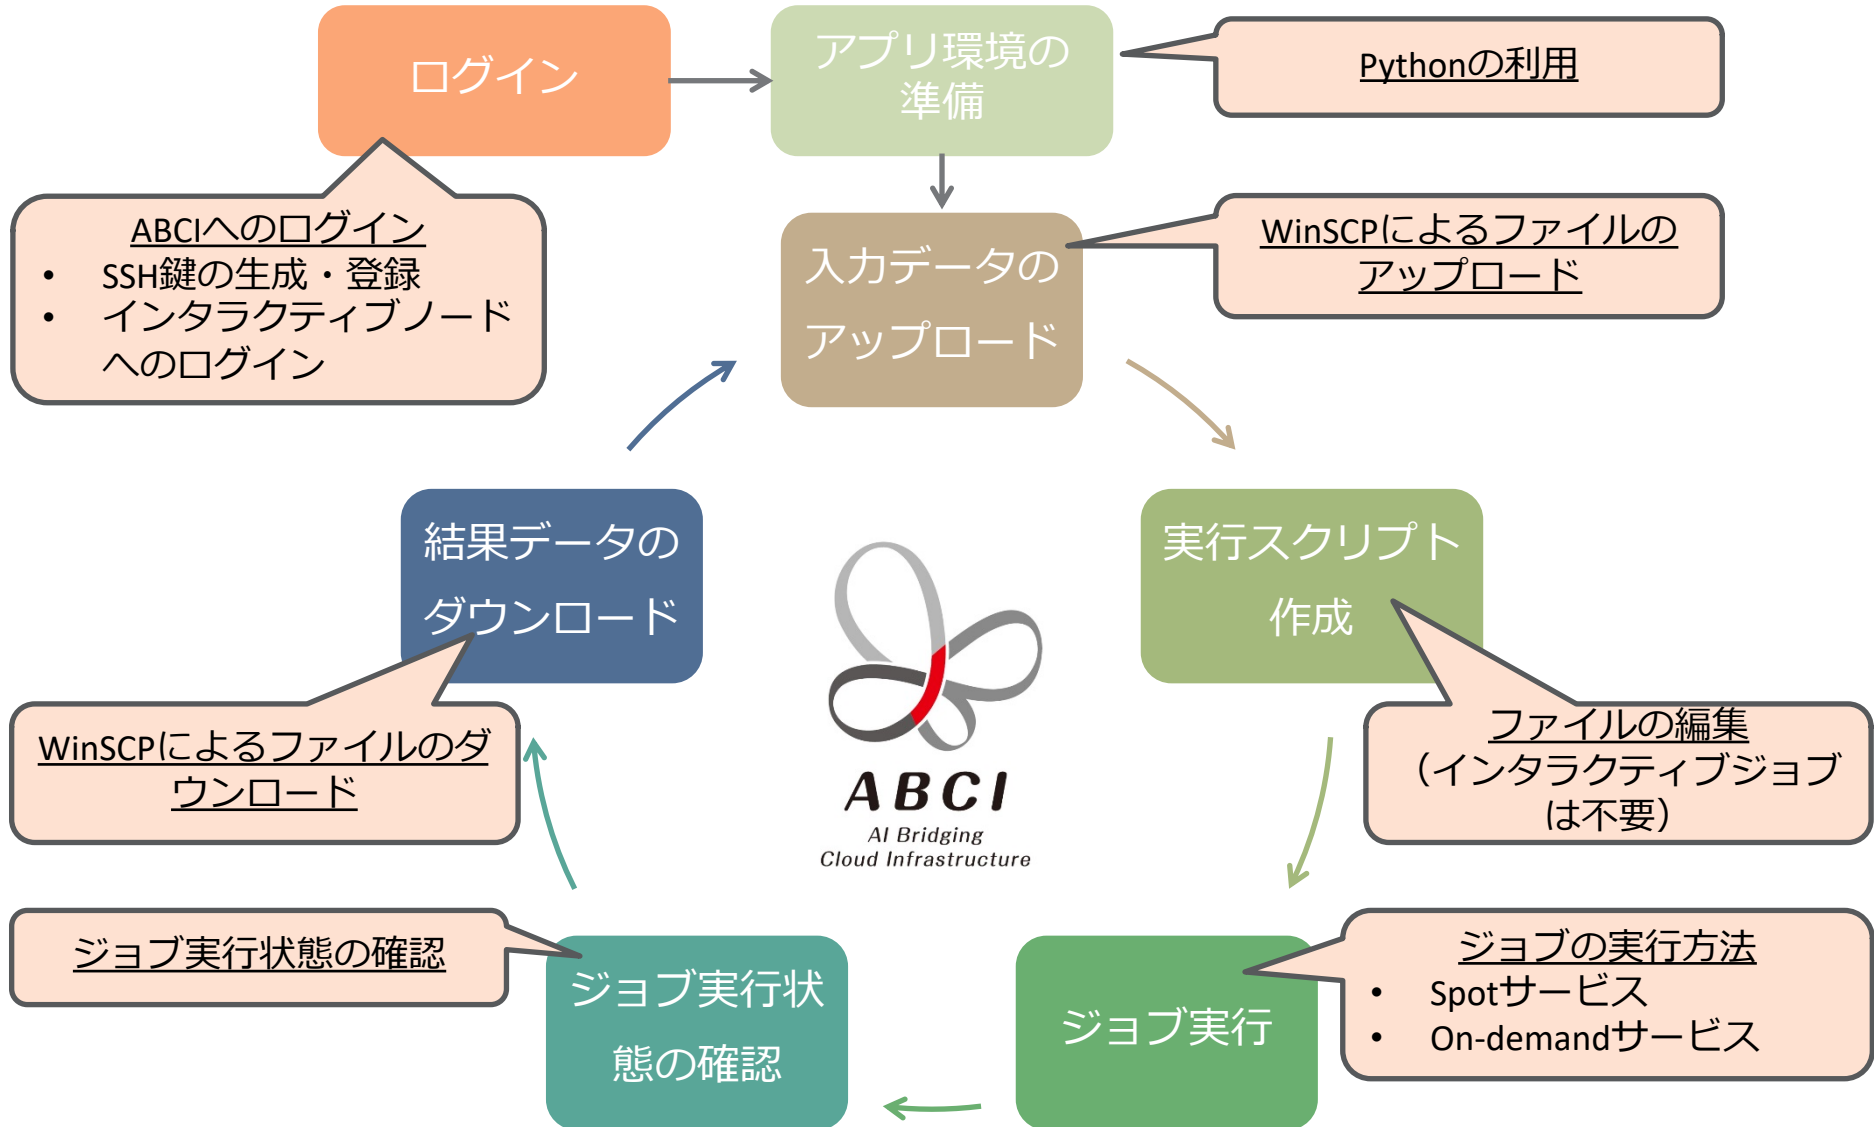 ログイン
アプリ環境の
準備
Pythonの利用
ABCIへのログイン
• SSH鍵の生成・登録
• インタラクティブノード
へのログイン
入力データの
アップロード
WinSCPによるファイルの
アップロード
結果データの
ダウンロード
実行スクリプト
作成
WinSCPによるファイルのダ
ウンロード
ABCI
AI Bridging
Cloud Infrastructure
ファイルの編集
（インタラクティブジョブ
は不要）
ジョブ実行状態の確認
ジョブ実行状
態の確認
ジョブ実行
ジョブの実行方法
• Spotサービス
• On-demandサービス